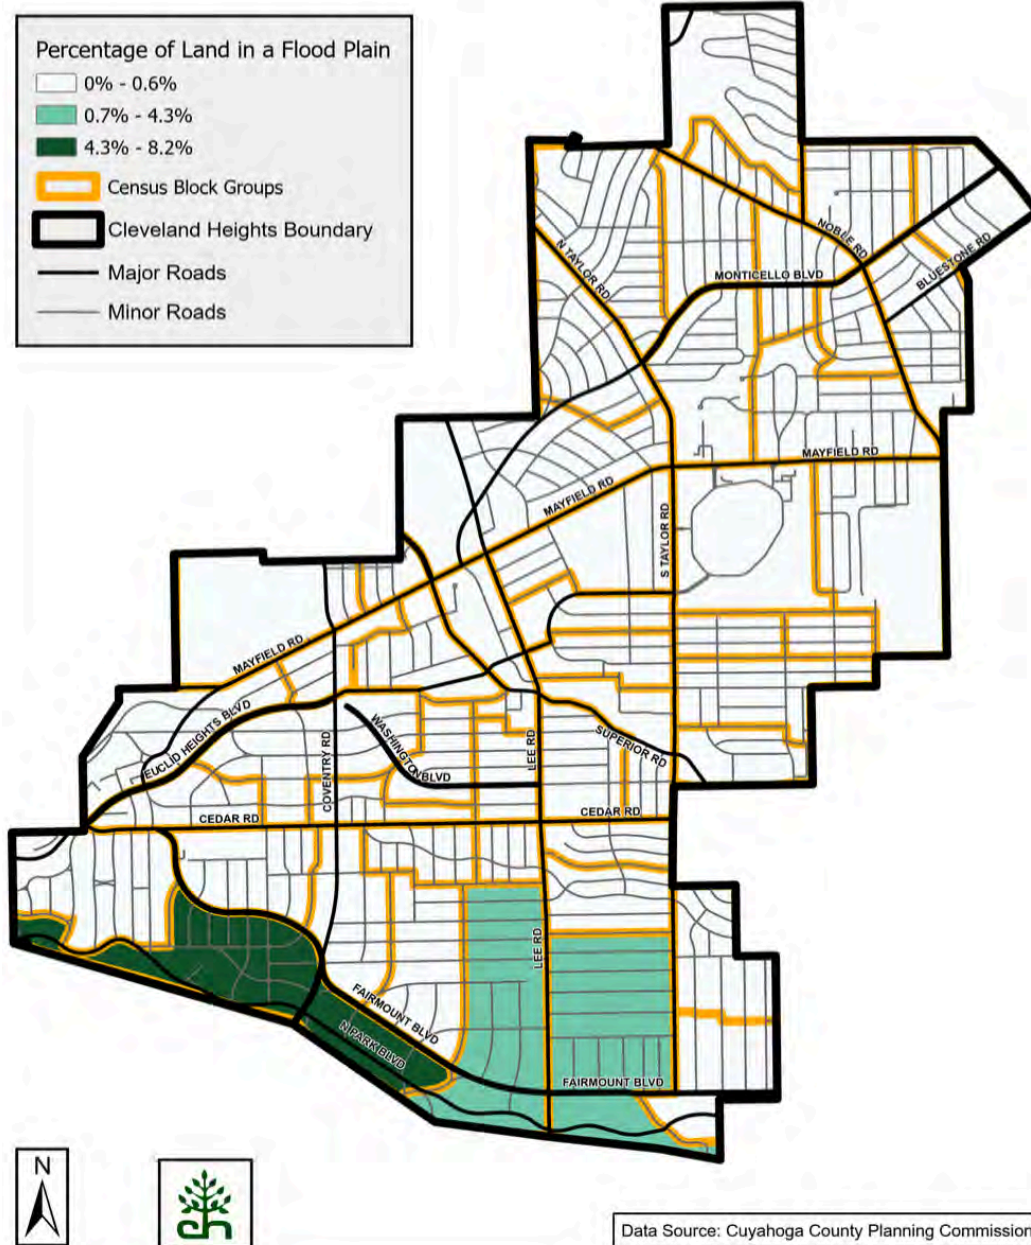 Percentage of Land in a Flood Plain
0% - 0.6%
0.7% - 4.3%
4.3% - 8.2%
Census Block Groups
Cleveland Heights Boundary
Major Roads
Minor Roads
NOBLE RD
N TAYLOR RD
BLUESTONE RD
MONTICELLO BLVD
MAYFIELD RD
MAYFIELD RD
S TAYLOR RD
MAYFIELD RD
EUCLID HEIGHTS BLVD
WASHINGTON BLVD
COVENTRY RD
LEE RD
SUPERIOR RD
CEDAR RD
CEDAR RD
LEE RD
FAIRMOUNT BLVD
N PARK BLVD
FAIRMOUNT BLVD
N
ch
Data Source: Cuyahoga County Planning Commission